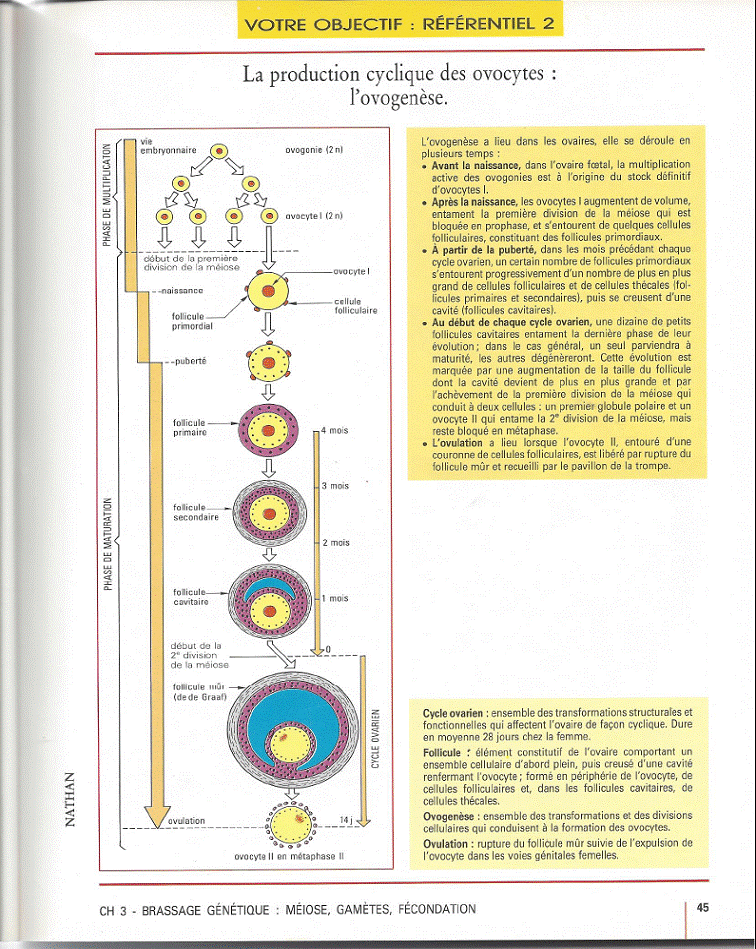 VOTRE OBJECTIF : RÉFÉRENTIEL 2
La production cyclique des ovocytes :
l'ovogenèse.
PHASE DE MULTIPLICATON
vie
embryonnaire
ovogonie (2 n)
ovocyte I (2 n)
début de la première
division de la méiose
ovocyte I
naissance
cellule
folliculaire
follicule
primordial
puberté
follicule
primaire
4 mois
3 mois
follicule
secondaire
PHASE DE MATURATION
2 mois
follicule
cavitaire
1 mois
début de la
2e division
de la méiose
0
follicule mûr
(de de Graaf)
CYCLE OVARIEN
ovulation
14 j
ovocyte II en métaphase II
L'ovogenèse a lieu dans les ovaires, elle se déroule en
plusieurs temps :
• Avant la naissance, dans l'ovaire fœtal, la multiplication
active des ovogonies est à l'origine du stock définitif
d'ovocytes I.
• Après la naissance, les ovocytes I augmentent de volume,
entament la première division de la méiose qui est
bloquée en prophase, et s'entourent de quelques cellules
folliculaires, constituant des follicules primordiaux.
• À partir de la puberté, dans les mois précédant chaque
cycle ovarien, un certain nombre de follicules primordiaux
s'entourent progressivement d'un nombre de plus en plus
grand de cellules folliculaires et de cellules thécales (fol-
licules primaires et secondaires), puis se creusent d'une
cavité (follicules cavitaires).
• Au début de chaque cycle ovarien, une dizaine de petits
follicules cavitaires entament la dernière phase de leur
évolution ; dans le cas général, un seul parviendra à
maturité, les autres dégénèreront. Cette évolution est
marquée par une augmentation de la taille du follicule
dont la cavité devient de plus en plus grande et par
l'achèvement de la première division de la méiose qui
conduit à deux cellules : un premier globule polaire et un
ovocyte II qui entame la 2e division de la méiose, mais
reste bloqué en métaphase.
• L'ovulation a lieu lorsque l'ovocyte II, entouré d'une
couronne de cellules folliculaires, est libéré par rupture du
follicule mûr et recueilli par le pavillon de la trompe.
Cycle ovarien : ensemble des transformations structurales et
fonctionnelles qui affectent l'ovaire de façon cyclique. Dure
en moyenne 28 jours chez la femme.
Follicule : élément constitutif de l'ovaire comportant un
ensemble cellulaire d'abord plein, puis creusé d'une cavité
renfermant l'ovocyte ; formé en périphérie de l'ovocyte, de
cellules folliculaires et, dans les follicules cavitaires, de
cellules thécales.
Ovogenèse : ensemble des transformations et des divisions
cellulaires qui conduisent à la formation des ovocytes.
Ovulation : rupture du follicule mûr suivie de l'expulsion de
l'ovocyte dans les voies génitales femelles.
NATHAN
CH 3 - BRASSAGE GÉNÉTIQUE : MÉIOSE, GAMÈTES, FÉCONDATION
45